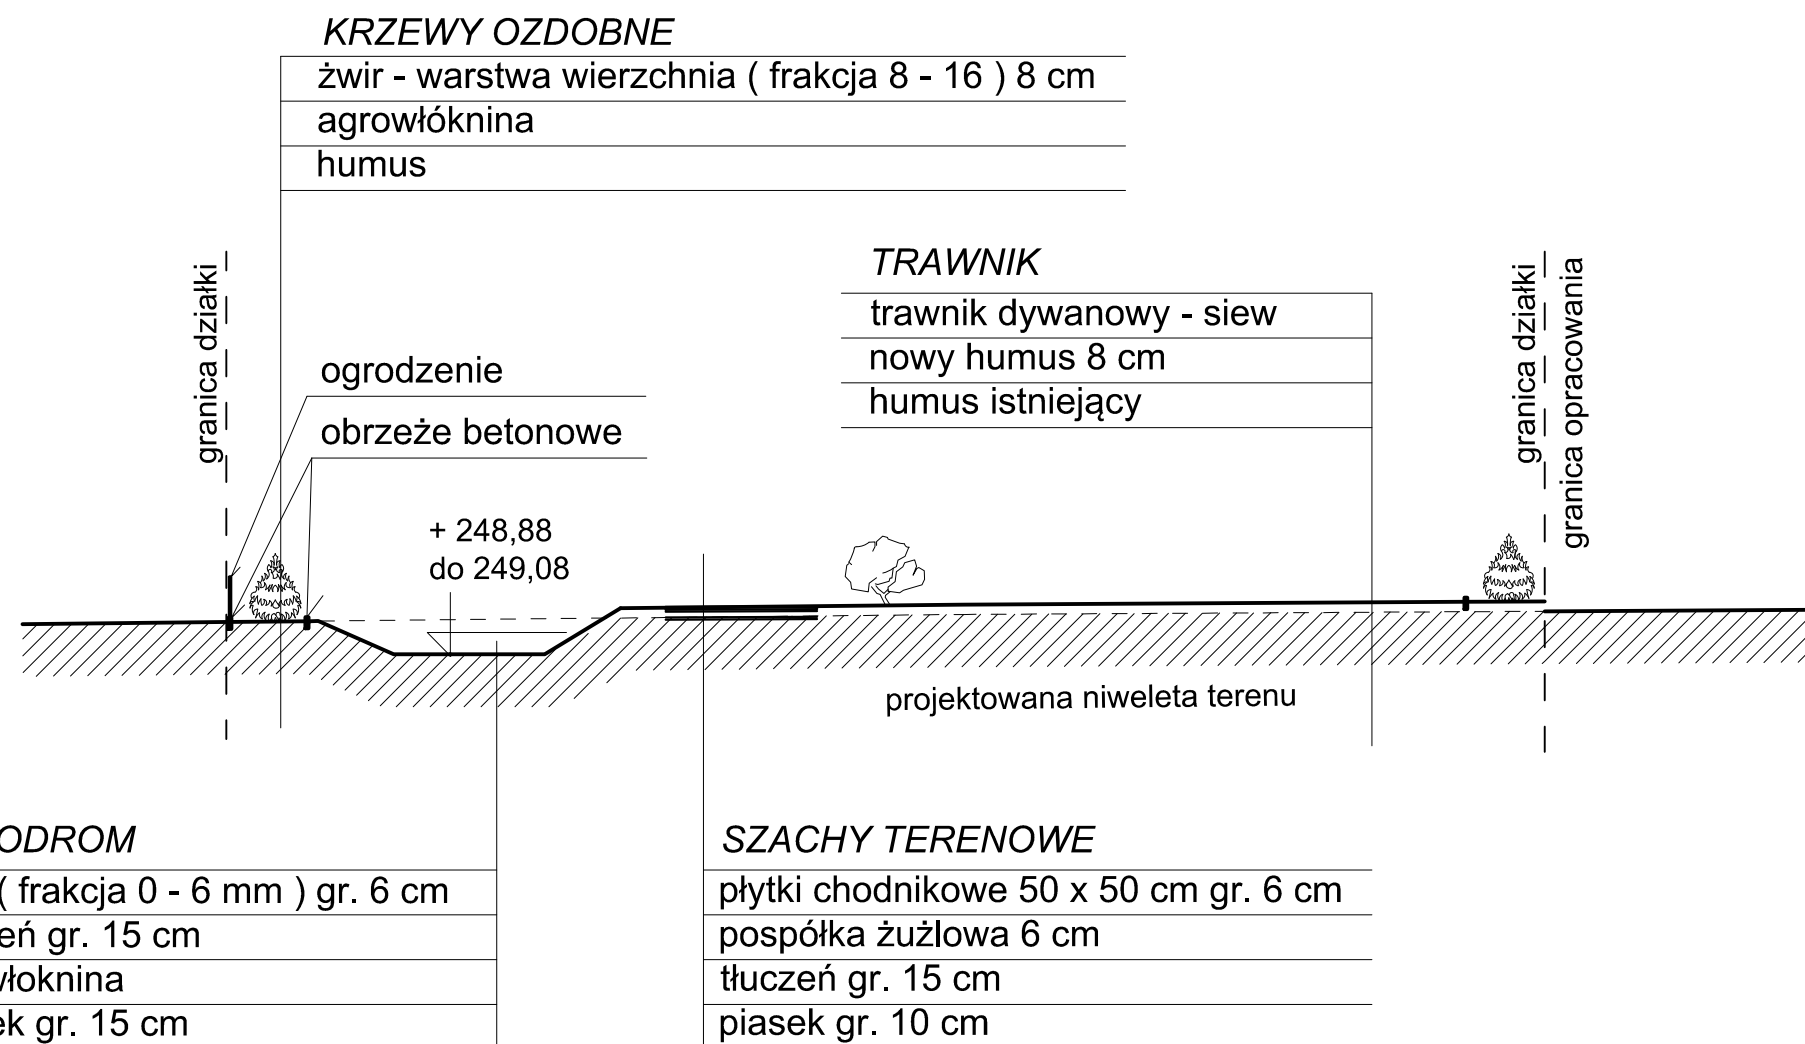 KRZEWY OZDOBNE
żwir - warstwa wierzchnia ( frakcja 8 - 16 ) 8 cm
agrowłóknina
humus
granica działki
ogrodzenie
obrzeże betonowe
+ 248,88
do 249,08
TRAWNIK
trawnik dywanowy - siew
nowy humus 8 cm
humus istniejący
granica działki
granica opracowania
projektowana niweleta terenu
ODROM
( frakcja 0 - 6 mm ) gr. 6 cm
eń gr. 15 cm
włoknina
ek gr. 15 cm
SZACHY TERENOWE
płytki chodnikowe 50 x 50 cm gr. 6 cm
pospółka żużlowa 6 cm
tłuczeń gr. 15 cm
piasek gr. 10 cm